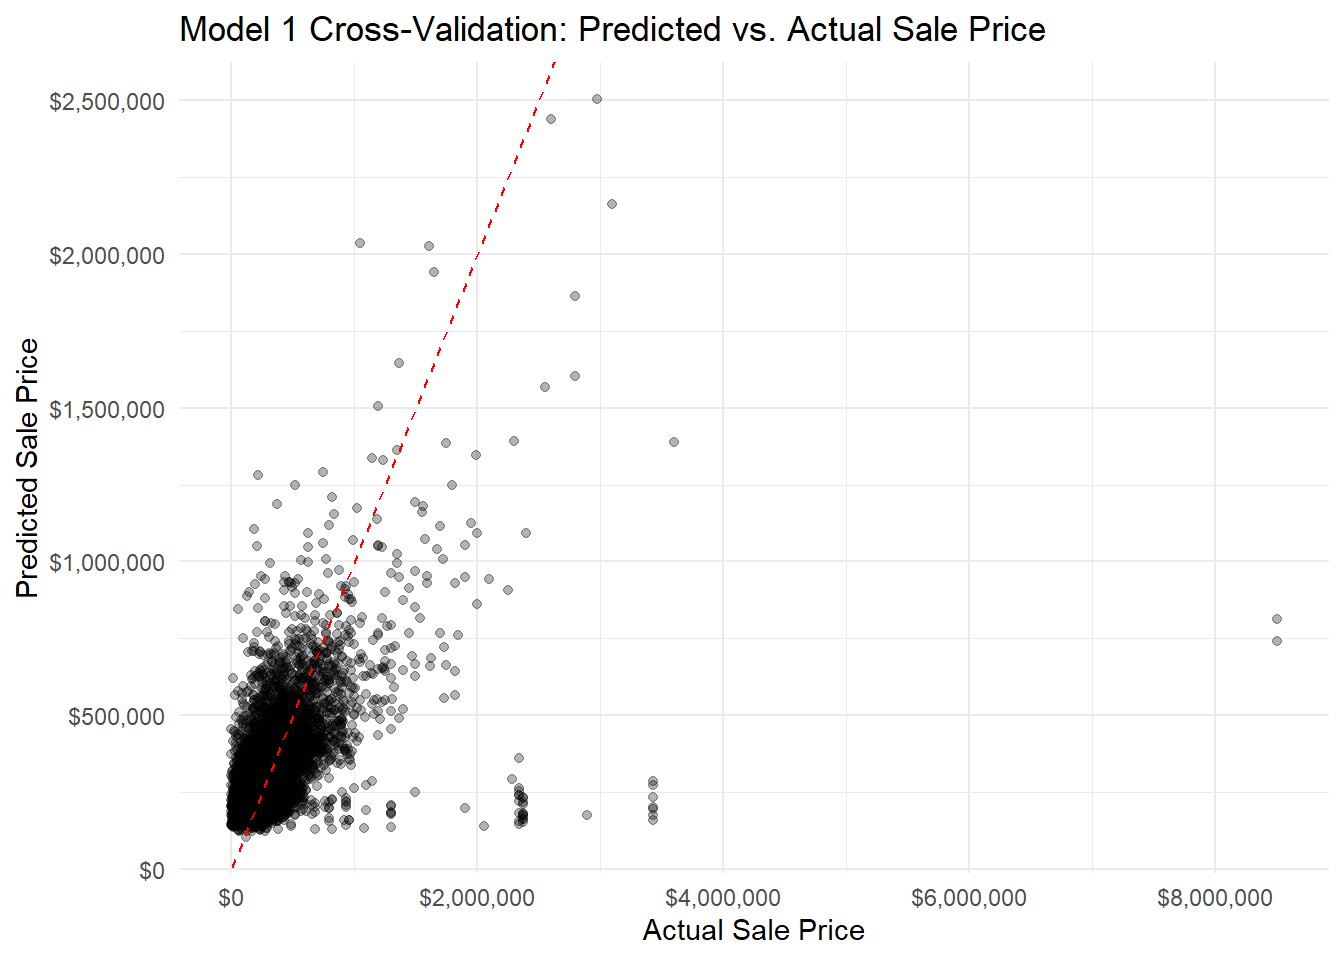 Model 1 Cross-Validation: Predicted vs. Actual Sale Price
Predicted Sale Price
$2,500,000
$2,000,000
$1,500,000
$1,000,000
$500,000
$0
$0 $2,000,000 $4,000,000 $6,000,000 $8,000,000
Actual Sale Price